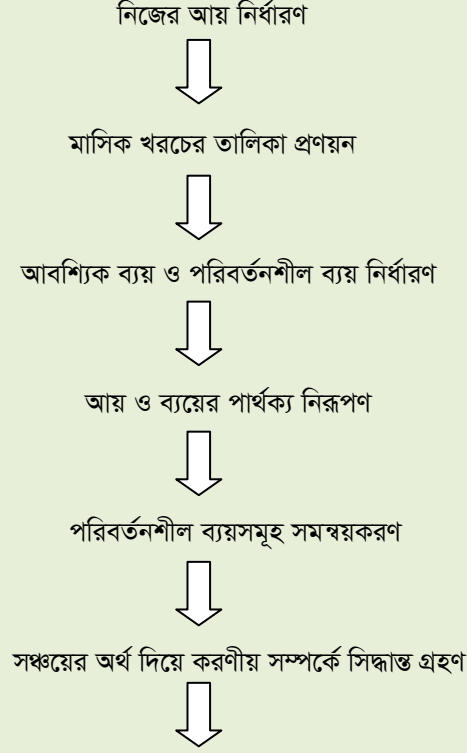 নিজের আয় নির্ধারণ
মাসিক খরচের তালিকা প্রণয়ন
আবশ্যিক ব্যয় ও পরিবর্তনশীল ব্যয় নির্ধারণ
আয় ও ব্যয়ের পার্থক্য নিরূপণ
পরিবর্তনশীল ব্যয়সমূহ সমন্বয়করণ
সঞ্চয়ের অর্থ দিয়ে করণীয় সম্পর্কে সিদ্ধান্ত গ্রহণ